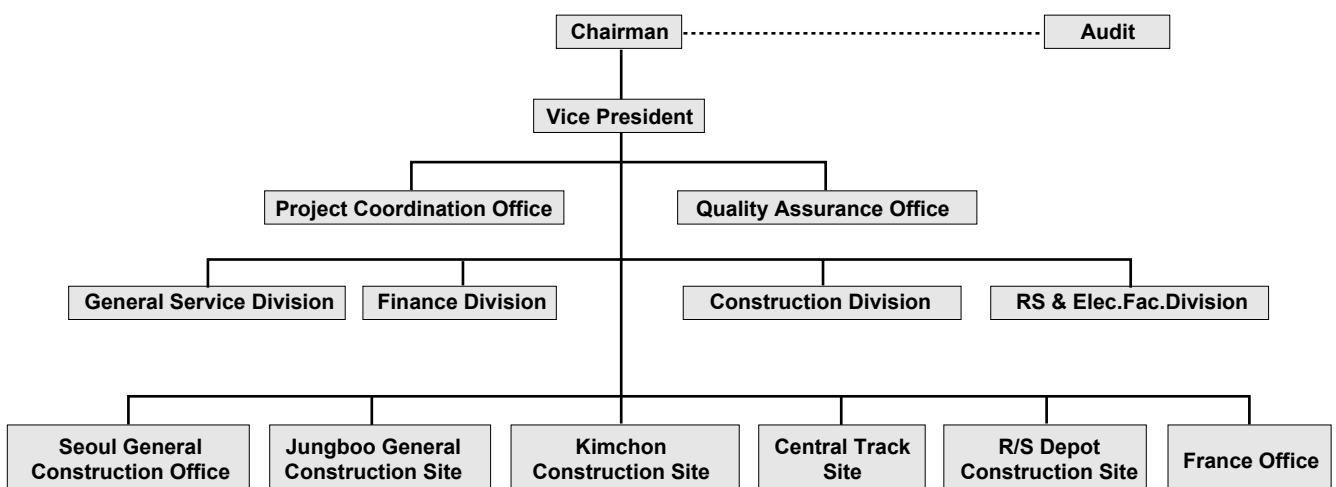 Chairman
Audit
Vice President
Project Coordination Office
Quality Assurance Office
General Service Division
Finance Division
Construction Division
RS & Elec.Fac.Division
Seoul General
Construction Office
Jungboo General
Construction Site
Kimchon
Construction Site
Central Track
Site
R/S Depot
Construction Site
France Office